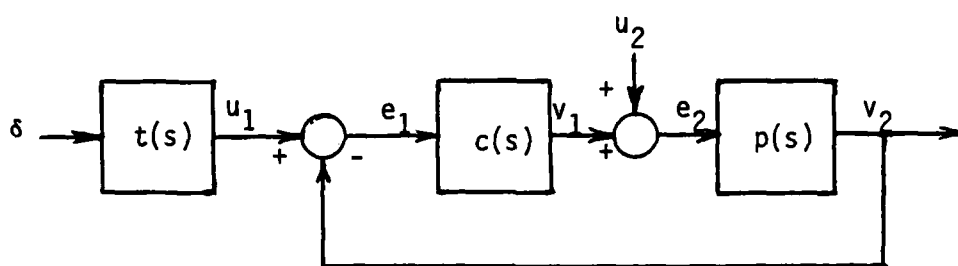 u₂
δ
t(s)
u₁
+
-
e₁
c(s)
v₁
+
+
e₂
p(s)
v₂